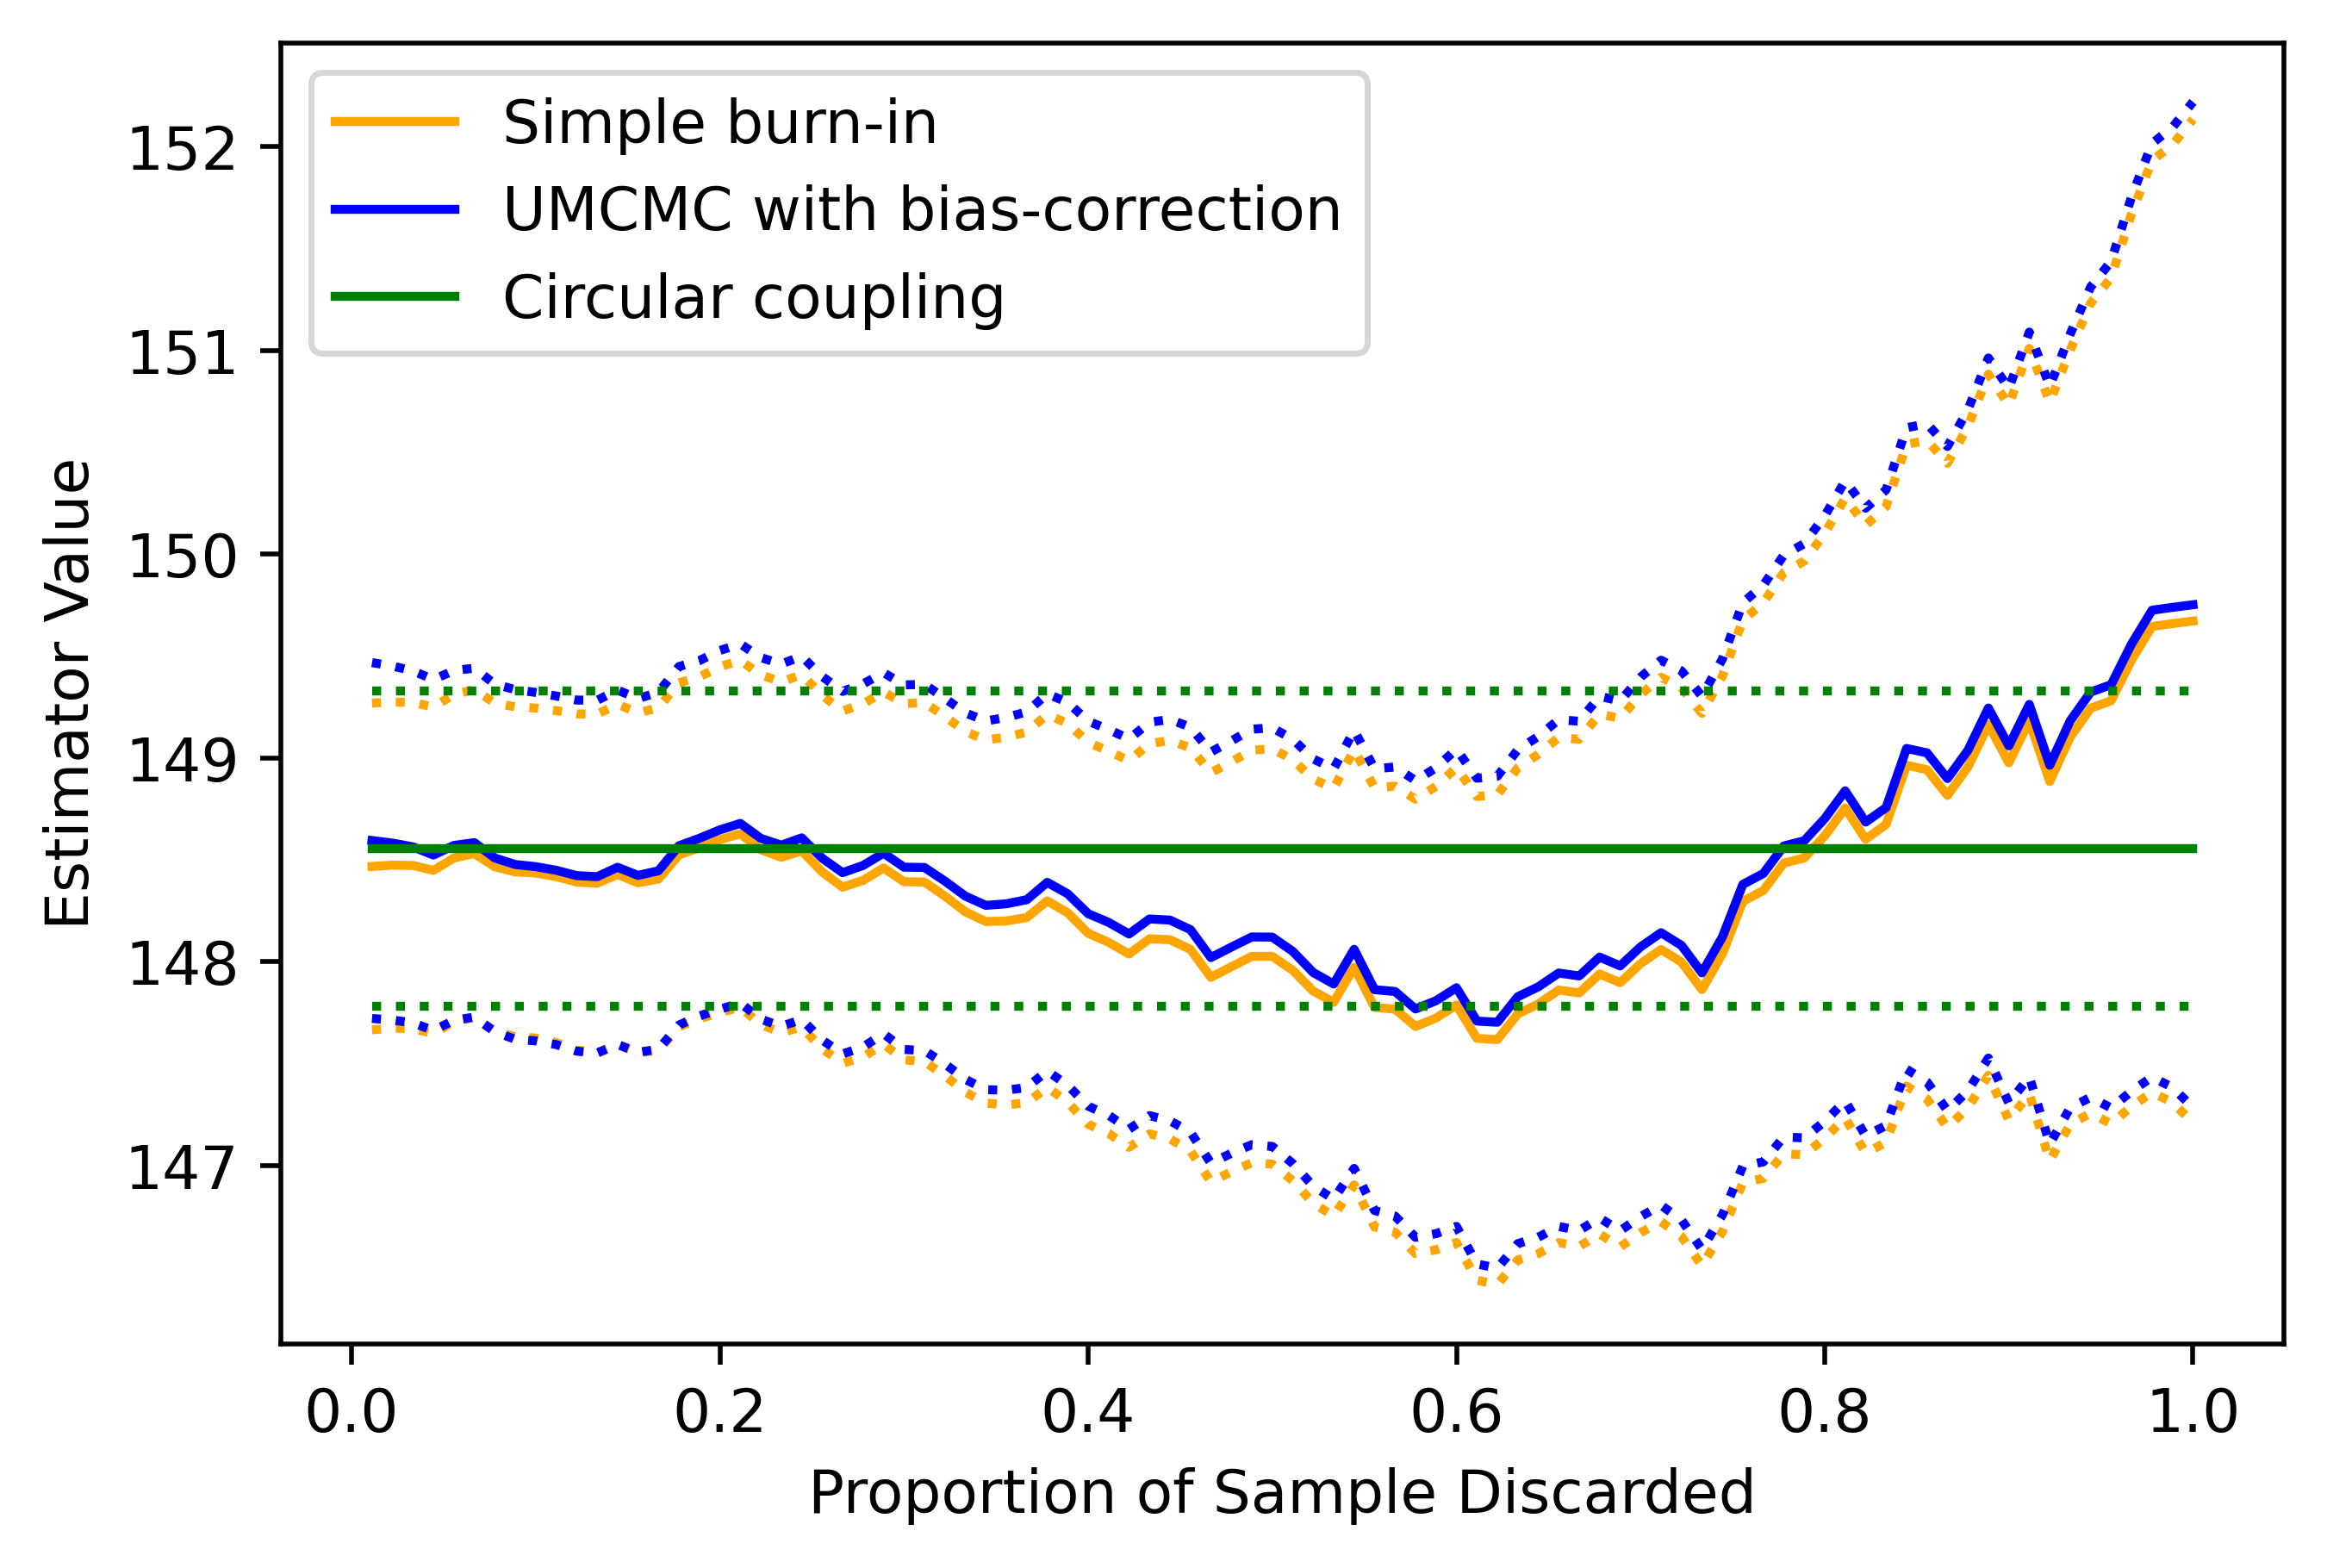 Simple burn-in
UMCMC with bias-correction
Circular coupling
152
151
150
149
148
147
Estimator Value
0.0 0.2 0.4 0.6 0.8 1.0
Proportion of Sample Discarded